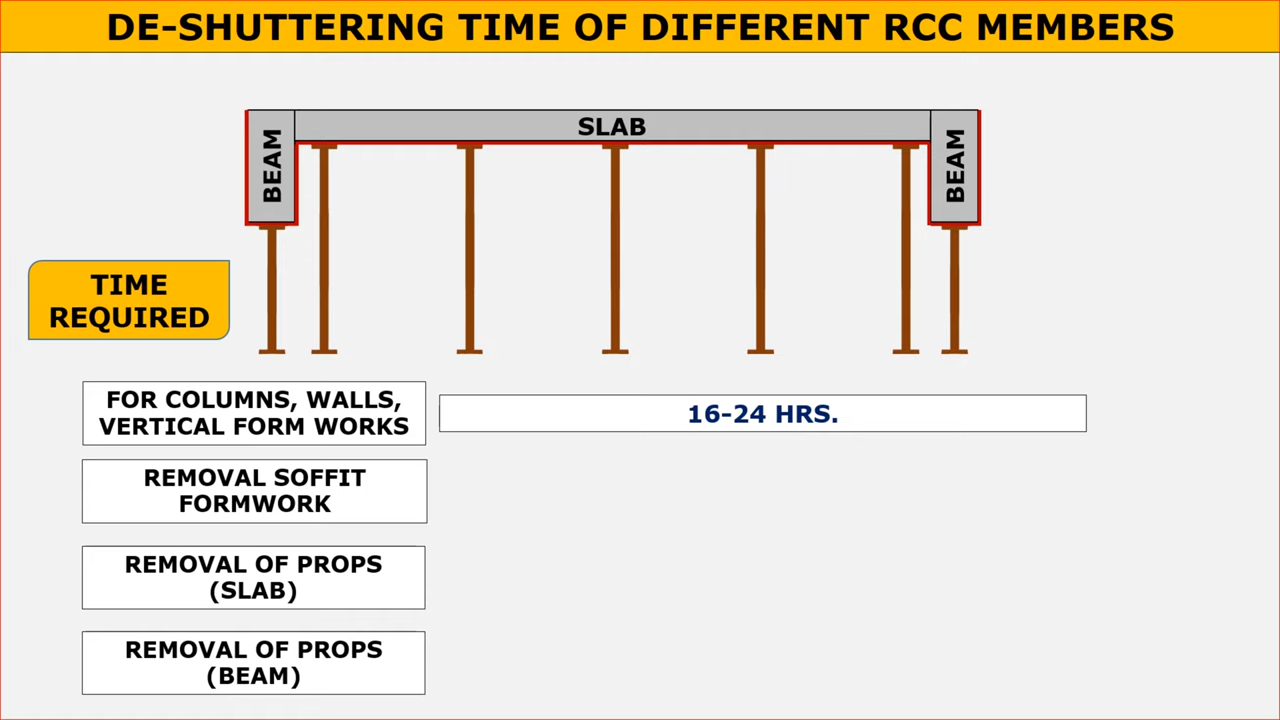 DE-SHUTTERING TIME OF DIFFERENT RCC MEMBERS
SLAB
BEAM
BEAM
TIME
REQUIRED
FOR COLUMNS, WALLS,
VERTICAL FORM WORKS
16-24 HRS.
REMOVAL SOFFIT
FORMWORK
REMOVAL OF PROPS
(SLAB)
REMOVAL OF PROPS
(BEAM)